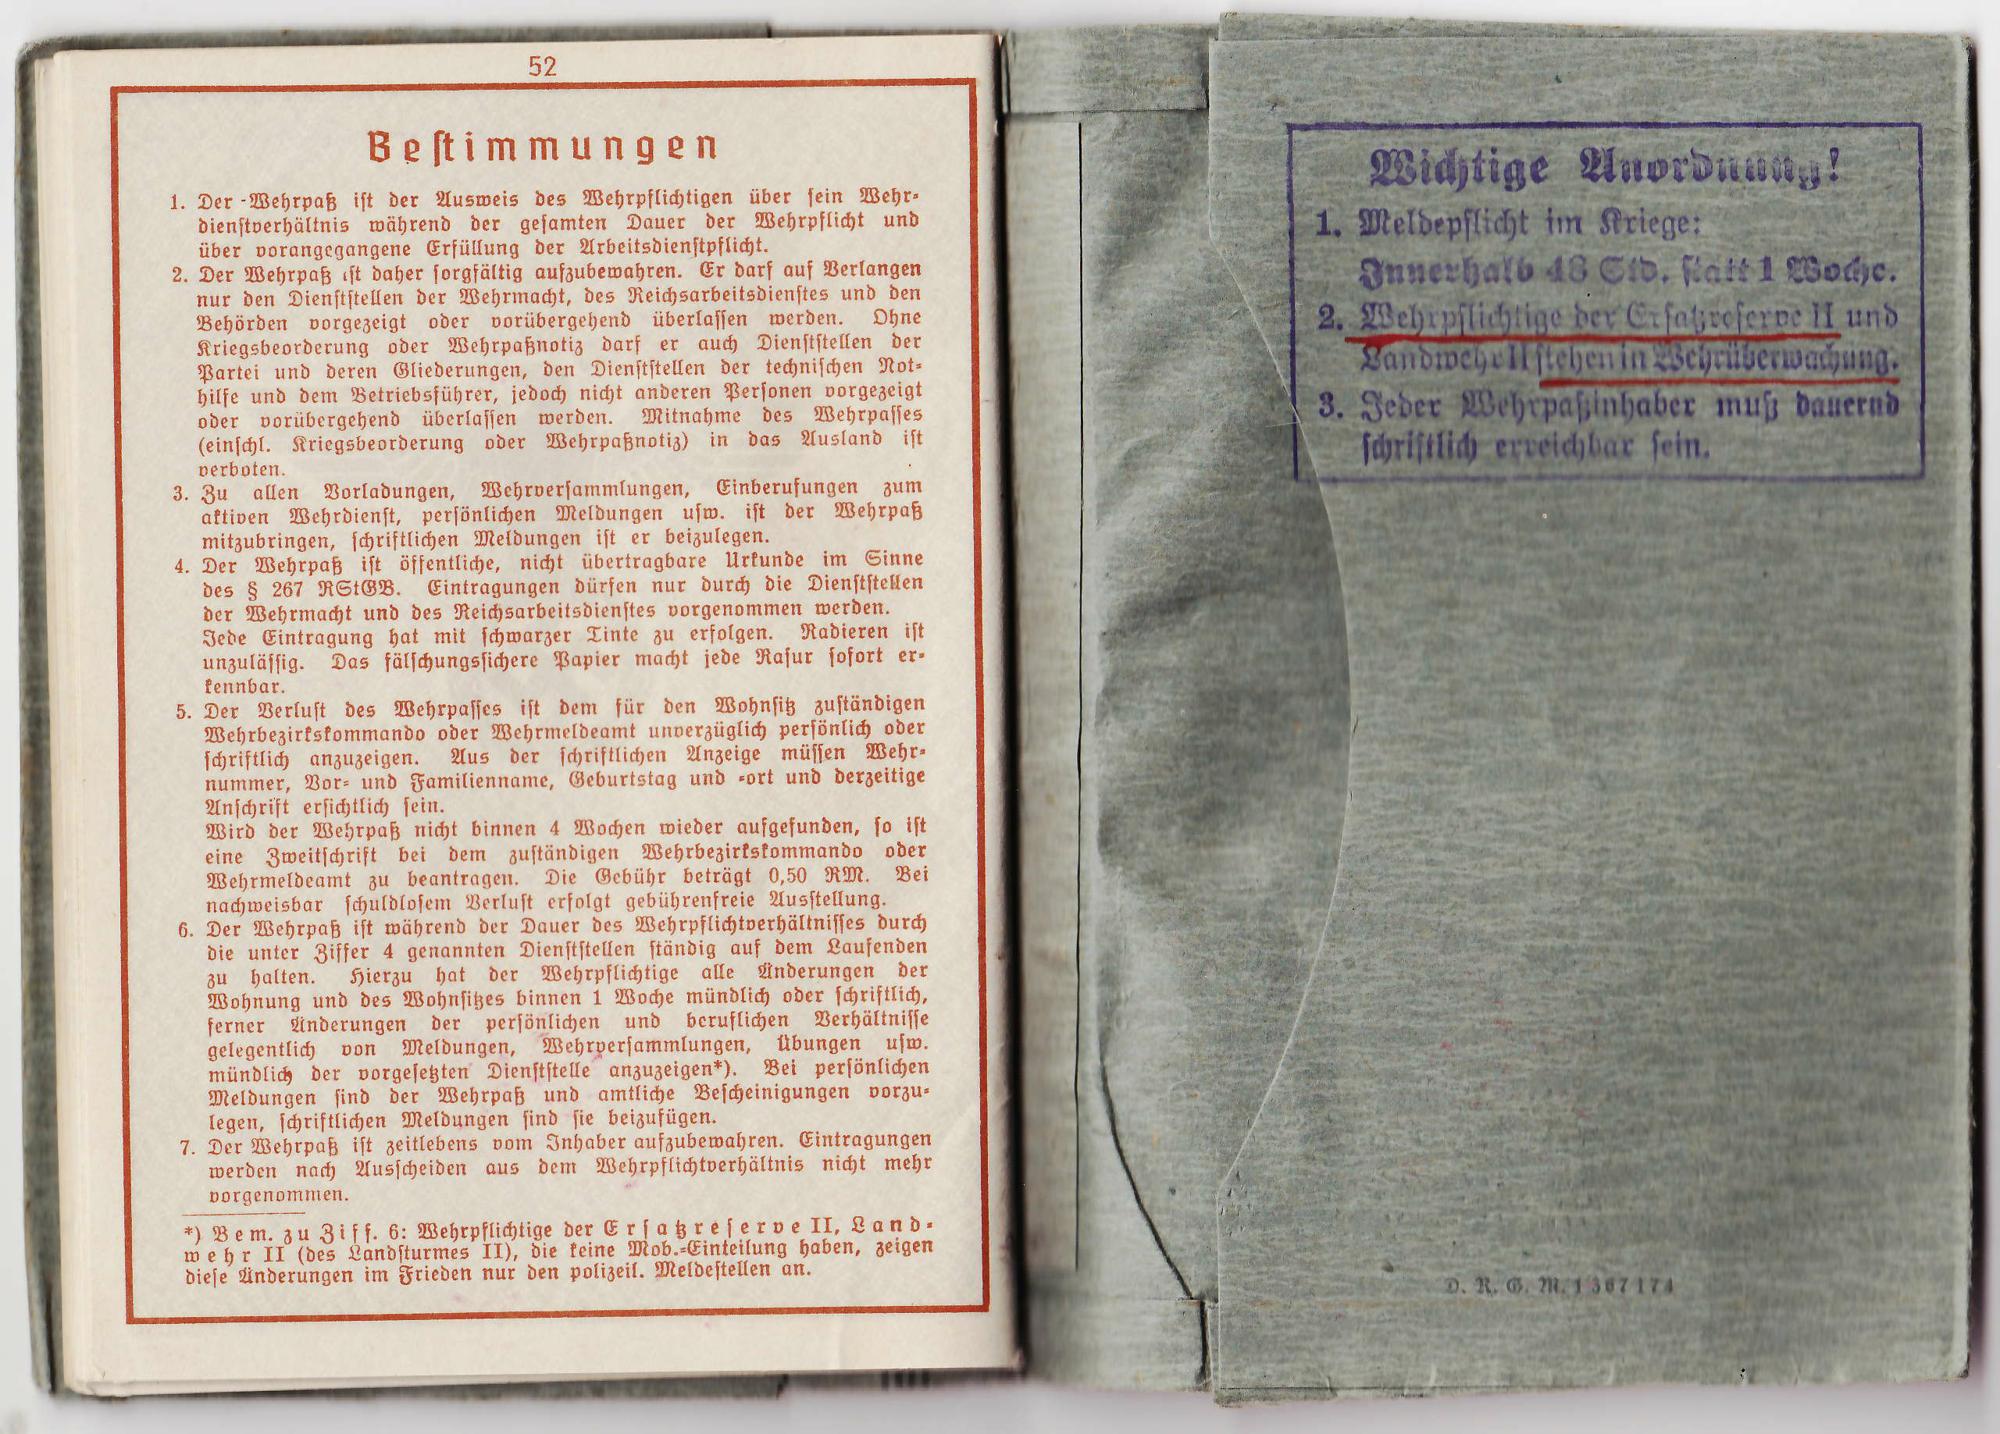 52
Bestimmungen
1. Der Wehrpaß ist der Ausweis des Wehrpflichtigen über sein Wehr-
dienstverhältnis während der gesamten Dauer der Wehrpflicht und
über vorangegangene Erfüllung der Arbeitsdienstpflicht.
2. Der Wehrpaß ist daher sorgfältig aufzubewahren. Er darf auf Verlangen
nur den Dienststellen der Wehrmacht, des Reichsarbeitsdienstes und den
Behörden vorgezeigt oder vorübergehend überlassen werden. Ohne
Kriegsbeorderung oder Wehrpaßnotiz darf er auch Dienststellen der
Partei und deren Gliederungen, den Dienststellen der technischen Not-
hilfe und dem Betriebsführer, jedoch nicht anderen Personen vorgezeigt
oder vorübergehend überlassen werden. Mitnahme des Wehrpasses
(einschl. Kriegsbeorderung oder Wehrpaßnotiz) in das Ausland ist
verboten.
3. Zu allen Vorladungen, Wehrversammlungen, Einberufungen zum
aktiven Wehrdienst, persönlichen Meldungen usw. ist der Wehrpaß
mitzubringen, schriftlichen Meldungen ist er beizulegen.
4. Der Wehrpaß ist öffentliche, nicht übertragbare Urkunde im Sinne
des § 267 RStGB. Eintragungen dürfen nur durch die Dienststellen
der Wehrmacht und des Reichsarbeitsdienstes vorgenommen werden.
Jede Eintragung hat mit schwarzer Tinte zu erfolgen. Radieren ist
unzulässig. Das fälschungssichere Papier macht jede Rasur sofort er-
kennbar.
5. Der Verlust des Wehrpasses ist dem für den Wohnsitz zuständigen
Wehrbezirkskommando oder Wehrmeldeamt unverzüglich persönlich oder
schriftlich anzuzeigen. Aus der schriftlichen Anzeige müssen Wehr-
nummer, Vor- und Familienname, Geburtstag und -ort und derzeitige
Anschrift ersichtlich sein.
Wird der Wehrpaß nicht binnen 4 Wochen wieder aufgefunden, so ist
eine Zweitschrift bei dem zuständigen Wehrbezirkskommando oder
Wehrmeldeamt zu beantragen. Die Gebühr beträgt 0,50 RM. Bei
nachweisbar schuldlosem Verlust erfolgt gebührenfreie Ausstellung.
6. Der Wehrpaß ist während der Dauer des Wehrpflichtverhältnisses durch
die unter Ziffer 4 genannten Dienststellen ständig auf dem Laufenden
zu halten. Hierzu hat der Wehrpflichtige alle Änderungen der
Wohnung und des Wohnsitzes binnen 1 Woche mündlich oder schriftlich,
ferner Änderungen der persönlichen und beruflichen Verhältnisse
gelegentlich von Meldungen, Wehrversammlungen, Übungen usw.
mündlich der vorgesetzten Dienststelle anzuzeigen*). Bei persönlichen
Meldungen sind der Wehrpaß und amtliche Bescheinigungen vorzu-
legen, schriftlichen Meldungen sind sie beizufügen.
7. Der Wehrpaß ist zeitlebens vom Inhaber aufzubewahren. Eintragungen
werden nach Ausscheiden aus dem Wehrpflichtverhältnis nicht mehr
vorgenommen.
*) Bem. zu Ziff. 6: Wehrpflichtige der Ersatzreserve II, Land-
wehr II (des Landsturmes II), die keine Mob.-Einteilung haben, zeigen
diese Änderungen im Frieden nur den polizeil. Meldestellen an.
Wichtige Anordnung!
1. Meldepflicht im Kriege:
Innerhalb 48 Std. statt 1 Woche.
2. Wehrpflichtige der Ersatzreserve II und
Landwehr II stehen in Wehrüberwachung.
3. Jeder Wehrpaßinhaber muß dauernd
schriftlich erreichbar sein.
D. R. G. M. 1 367 174